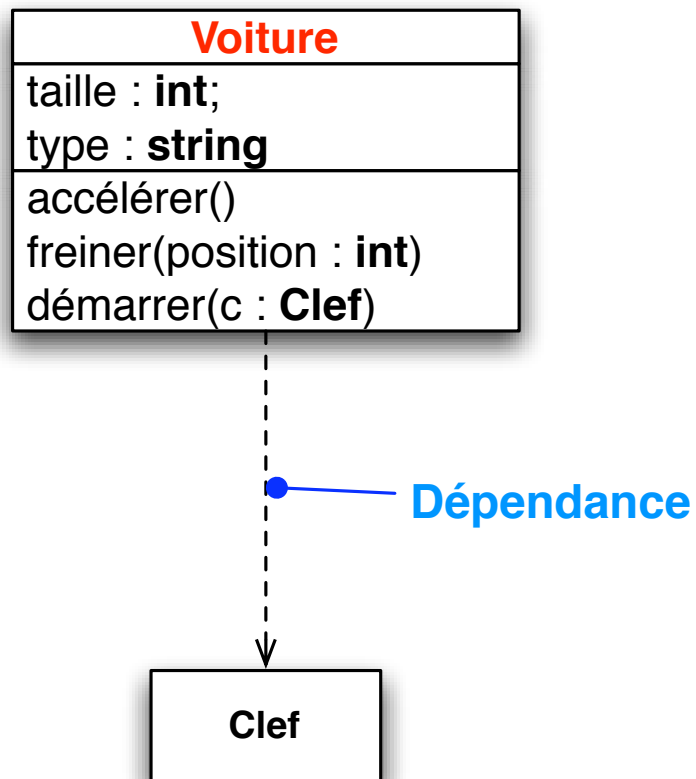 Voiture
taille : int;
type : string
accélérer()
freiner(position : int)
démarrer(c : Clef)
Dépendance
Clef